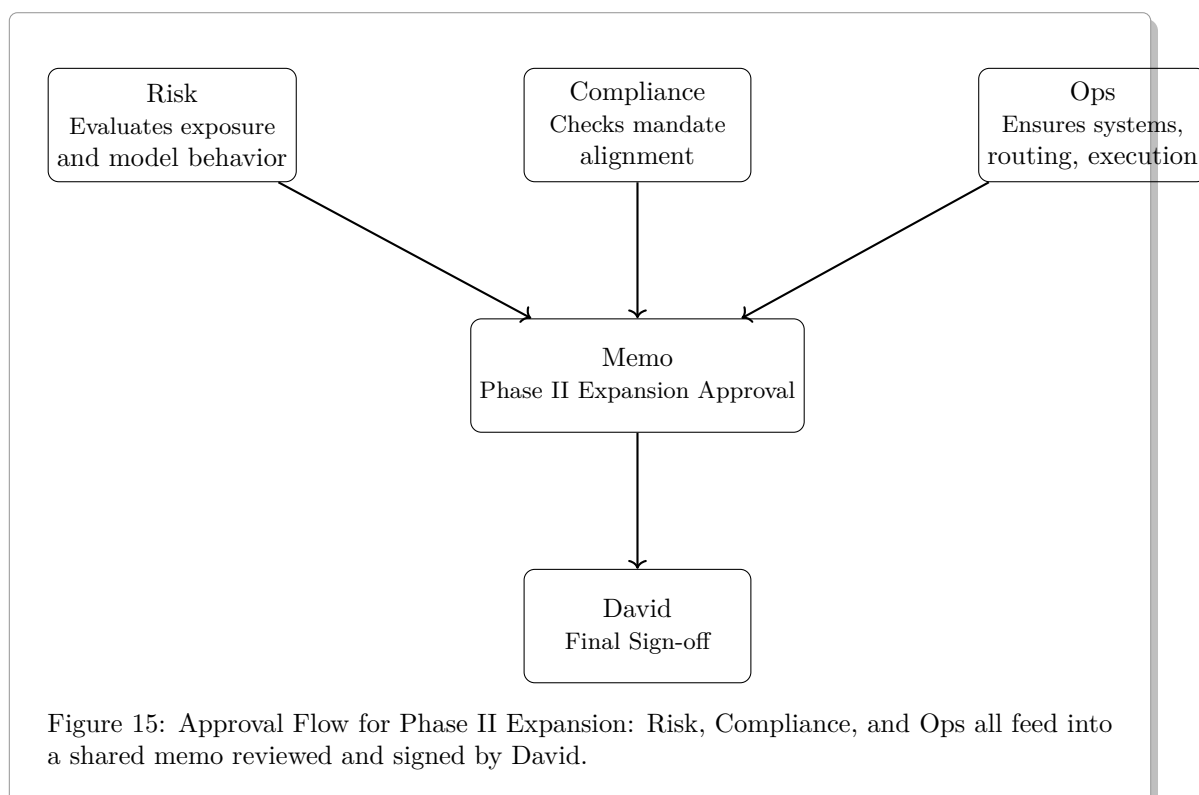 Risk
Evaluates exposure
and model behavior
Compliance
Checks mandate
alignment
Ops
Ensures systems,
routing, execution
Memo
Phase II Expansion Approval
David
Final Sign-off
Figure 15: Approval Flow for Phase II Expansion: Risk, Compliance, and Ops all feed into
a shared memo reviewed and signed by David.